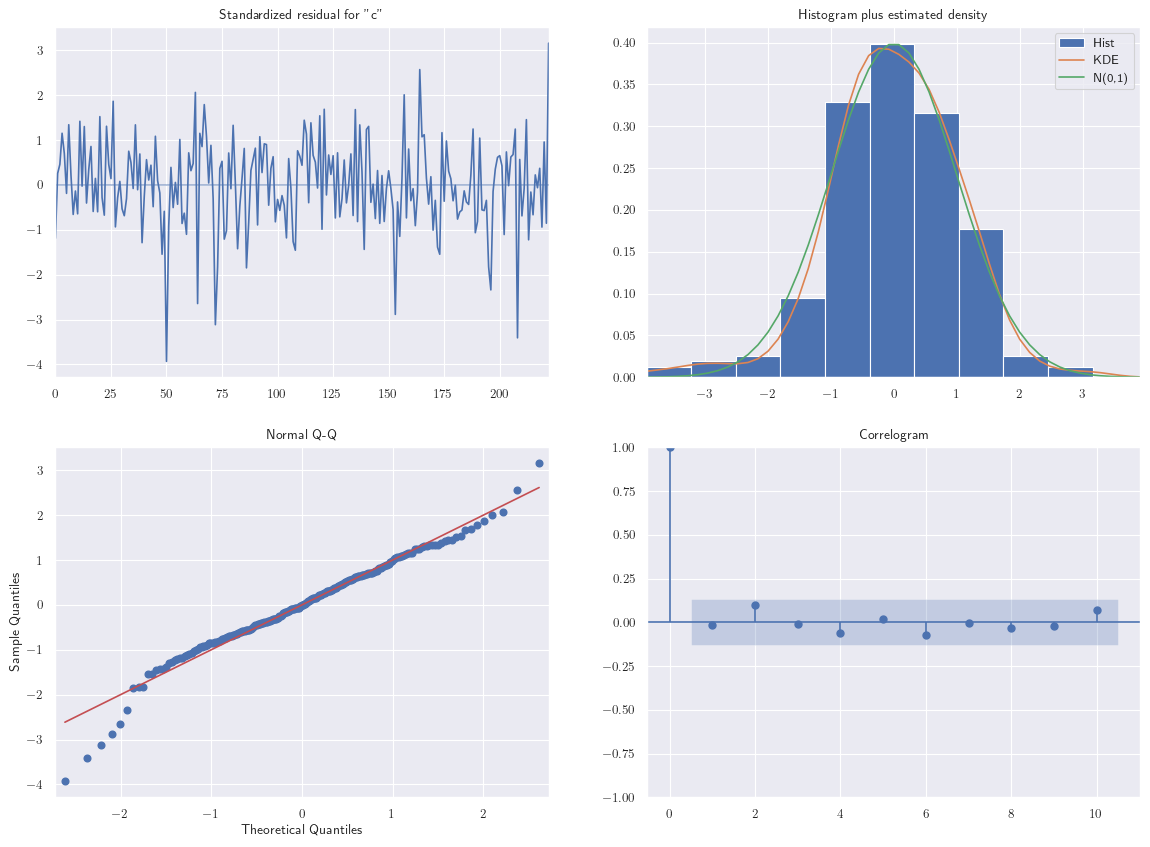 Standardized residual for "c"
3
2
1
0
−1
−2
−3
−4
0 25 50 75 100 125 150 175 200
Histogram plus estimated density
Hist
KDE
N(0,1)
0.40
0.35
0.30
0.25
0.20
0.15
0.10
0.05
0.00
−3 −2 −1 0 1 2 3
Normal Q-Q
Sample Quantiles
3
2
1
0
−1
−2
−3
−4
−2 −1 0 1 2
Theoretical Quantiles
Correlogram
1.00
0.75
0.50
0.25
0.00
−0.25
−0.50
−0.75
−1.00
0 2 4 6 8 10